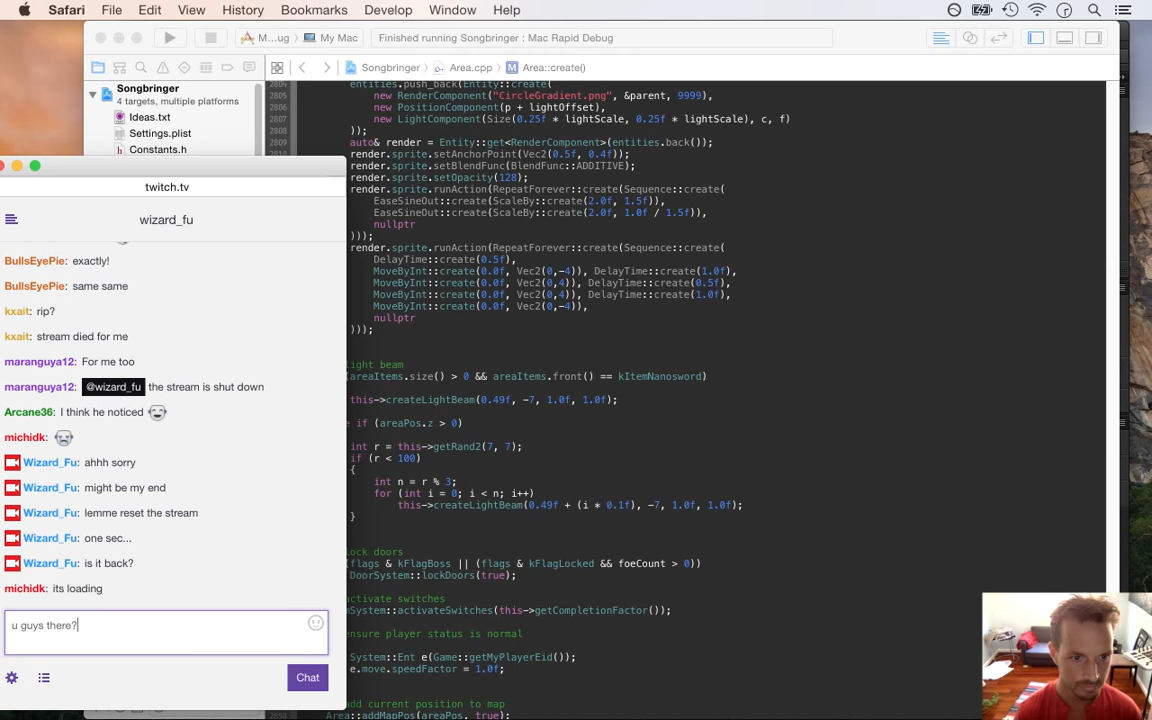 Safari File Edit View History Bookmarks Develop Window Help
M...ug › My Mac
Finished running Songbringer : Mac Rapid Debug
Songbringer › Area.cpp › M Area::create()
Songbringer
4 targets, multiple platforms
Ideas.txt
Settings.plist
h Constants.h
twitch.tv
wizard_fu
BullsEyePie: exactly!
BullsEyePie: same same
kxait: rip?
kxait: stream died for me
maranguya12: For me too
maranguya12: @wizard_fu the stream is shut down
Arcane36: I think he noticed
michidk:
Wizard_Fu: ahhh sorry
Wizard_Fu: might be my end
Wizard_Fu: lemme reset the stream
Wizard_Fu: one sec...
Wizard_Fu: is it back?
michidk: its loading
u guys there?
Chat
2804 entities.push_back(Entity::create(
2805 new RenderComponent("CircleGradient.png", &parent, 9999),
2806 new PositionComponent(p + lightOffset),
2807 new LightComponent(Size(0.25f * lightScale, 0.25f * lightScale), c, f)
2808 ));
2809 auto& render = Entity::get<RenderComponent>(entities.back());
2810 render.sprite.setAnchorPoint(Vec2(0.5f, 0.4f));
render.sprite.setBlendFunc(BlendFunc::ADDITIVE);
render.sprite.setOpacity(128);
render.sprite.runAction(RepeatForever::create(Sequence::create(
EaseSineOut::create(ScaleBy::create(2.0f, 1.5f)),
EaseSineOut::create(ScaleBy::create(2.0f, 1.0f / 1.5f)),
nullptr
)));
render.sprite.runAction(RepeatForever::create(Sequence::create(
DelayTime::create(0.5f),
MoveByInt::create(0.0f, Vec2(0,-4)), DelayTime::create(1.0f),
MoveByInt::create(0.0f, Vec2(0,4)), DelayTime::create(0.5f),
MoveByInt::create(0.0f, Vec2(0,4)), DelayTime::create(1.0f),
MoveByInt::create(0.0f, Vec2(0,-4)),
nullptr
)));
ight beam
(areaItems.size() > 0 && areaItems.front() == kItemNanosword)
this->createLightBeam(0.49f, -7, 1.0f, 1.0f);
e if (areaPos.z > 0)
int r = this->getRand2(7, 7);
if (r < 100)
{
int n = r % 3;
for (int i = 0; i < n; i++)
this->createLightBeam(0.49f + (i * 0.1f), -7, 1.0f, 1.0f);
}
ock doors
(flags & kFlagBoss || (flags & kFlagLocked && foeCount > 0))
DoorSystem::lockDoors(true);
activate switches
mSystem::activateSwitches(this->getCompletionFactor());
ensure player status is normal
System::Ent e(Game::getMyPlayerEid());
e.move.speedFactor = 1.0f;
add current position to map
Area::addMapPos(areaPos, true);